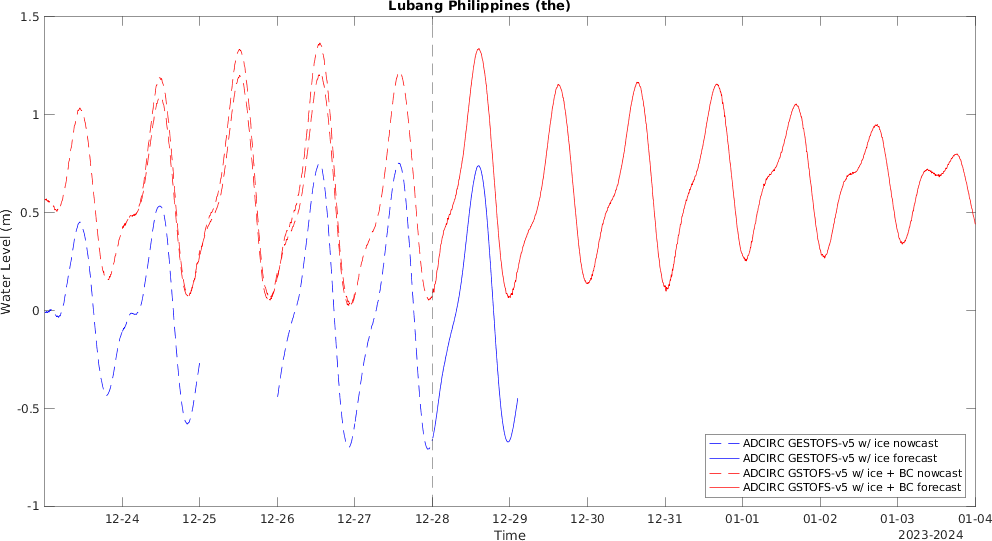 Lubang Philippines (the)
Water Level (m)
1.5
1
0.5
0
-0.5
-1
ADCIRC GESTOFS-v5 w/ ice nowcast
ADCIRC GESTOFS-v5 w/ ice forecast
ADCIRC GSTOFS-v5 w/ ice + BC nowcast
ADCIRC GSTOFS-v5 w/ ice + BC forecast
12-24 12-25 12-26 12-27 12-28 12-29 12-30 12-31 01-01 01-02 01-03 01-04
Time
2023-2024